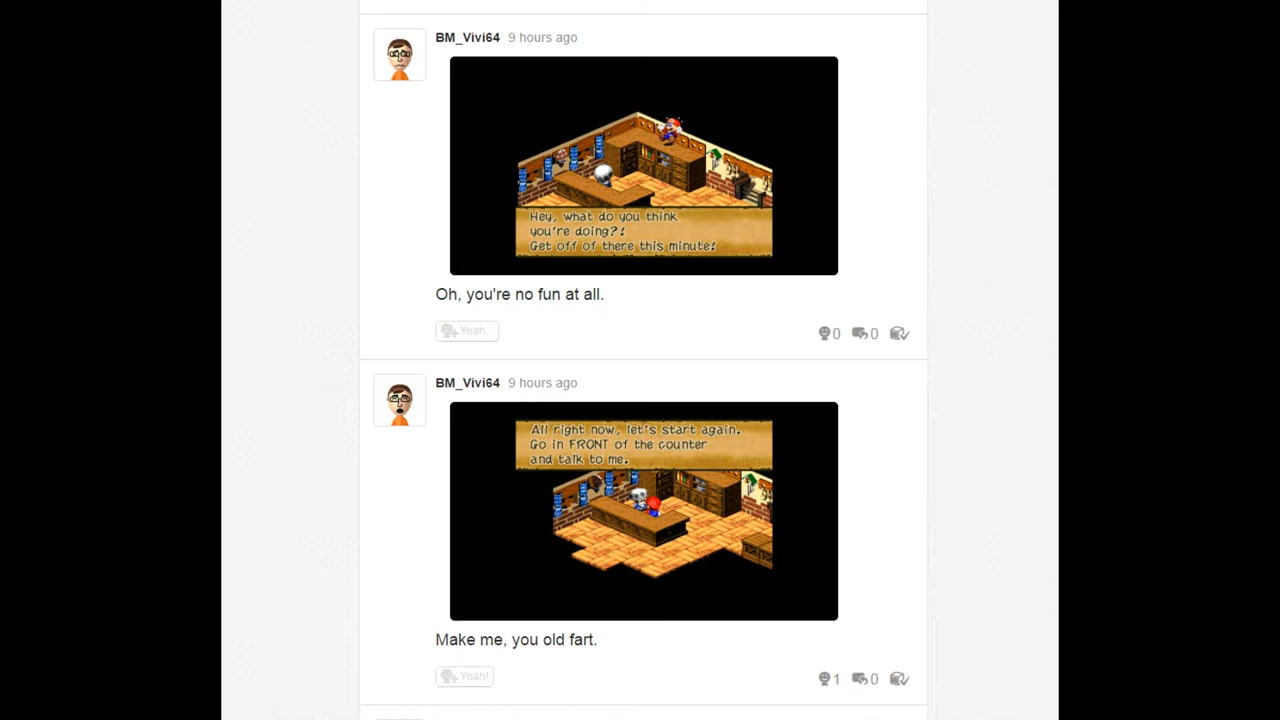 BM_Vivi64 9 hours ago
Hey, what do you think
you're doing?!
Get off of there this minute!
Oh, you're no fun at all.
Yeah...
0 0
BM_Vivi64 9 hours ago
All right now, let's start again.
Go in FRONT of the counter
and talk to me.
Make me, you old fart.
Yeah!
1 0